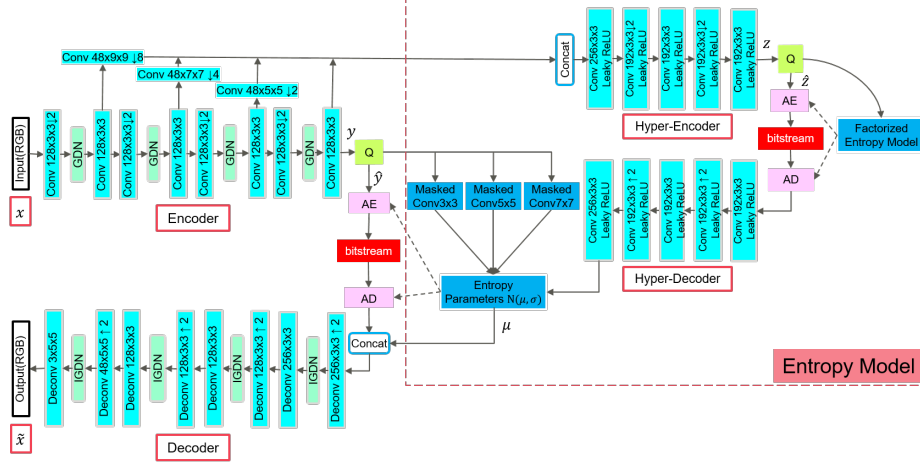 Conv 48x9x9 ↓8
Conv 48x7x7 ↓4
Conv 48x5x5 ↓2
Input(RGB)
x
Conv 128x3x3↓2
GDN
Conv 128x3x3
Conv 128x3x3↓2
GDN
Conv 128x3x3
Conv 128x3x3↓2
GDN
Conv 128x3x3
Conv 128x3x3↓2
GDN
Conv 128x3x3
Encoder
y
Q
ŷ
AE
bitstream
AD
Concat
Concat
Conv 256x3x3
Leaky ReLU
Conv 192x3x3↓2
Leaky ReLU
Conv 192x3x3
Leaky ReLU
Conv 192x3x3↓2
Leaky ReLU
Conv 192x3x3
Leaky ReLU
Hyper-Encoder
z
Q
ẑ
AE
bitstream
AD
Factorized
Entropy Model
Masked
Conv3x3
Masked
Conv5x5
Masked
Conv7x7
Entropy
Parameters N(μ,σ)
μ
Conv 256x3x3
Leaky ReLU
Conv 192x3x3↑2
Leaky ReLU
Conv 192x3x3
Leaky ReLU
Conv 192x3x3↑2
Leaky ReLU
Conv 192x3x3
Leaky ReLU
Hyper-Decoder
Entropy Model
Output(RGB)
x̃
Deconv 3x5x5
IGDN
Deconv 48x5x5↑2
Deconv 128x3x3
IGDN
Deconv 128x3x3↑2
Deconv 128x3x3
IGDN
Deconv 128x3x3↑2
Deconv 256x3x3
IGDN
Deconv 256x3x3↑2
Decoder